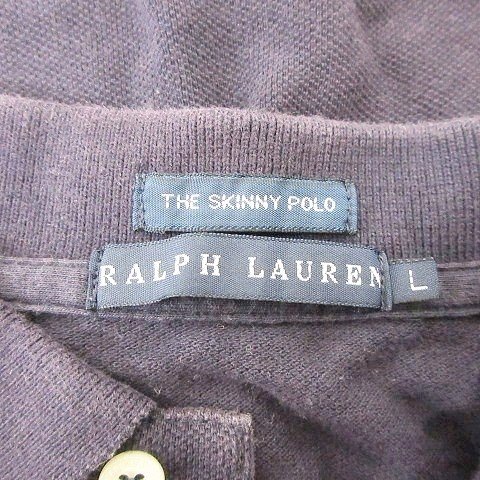 THE SKINNY POLO
RALPH LAUREN
L